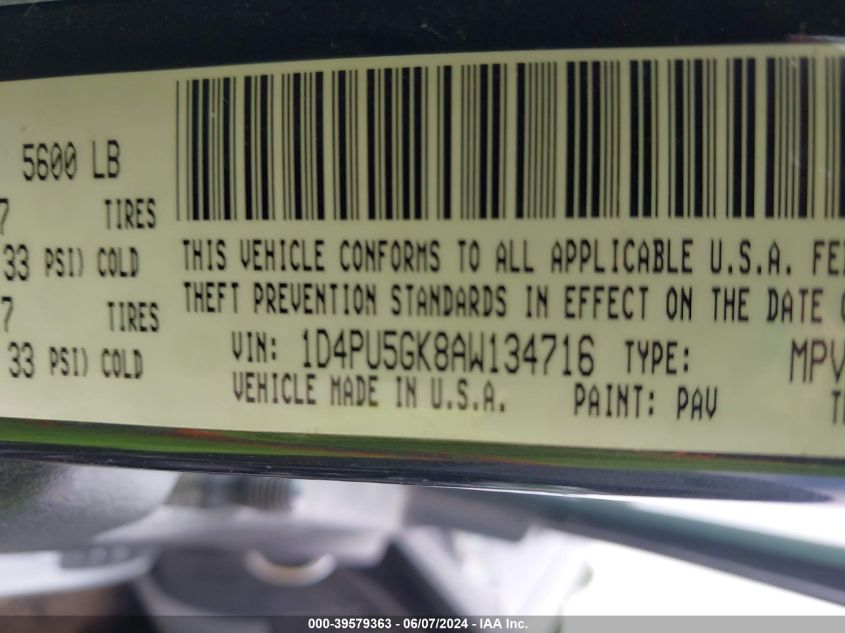 5600 LB
7 TIRES
33 PSI) COLD
7 TIRES
33 PSI) COLD
THIS VEHICLE CONFORMS TO ALL APPLICABLE U.S.A.
THEFT PREVENTION STANDARDS IN EFFECT ON THE DATE
VIN: 1D4PU5GK8AW134716 TYPE: MPV
VEHICLE MADE IN U.S.A. PAINT: PAV
000-39579363 - 06/07/2024 - IAA Inc.